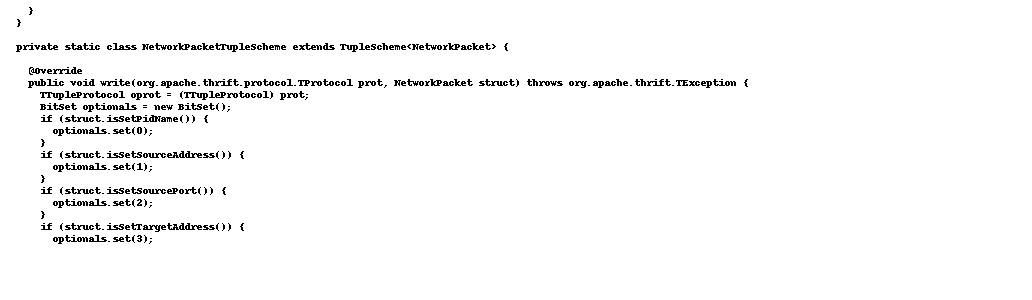 }
}
private static class NetworkPacketTupleScheme extends TupleScheme<NetworkPacket> {
@Override
public void write(org.apache.thrift.protocol.TProtocol prot, NetworkPacket struct) throws org.apache.thrift.TException {
TTupleProtocol oprot = (TTupleProtocol) prot;
BitSet optionals = new BitSet();
if (struct.isSetPidName()) {
optionals.set(0);
}
if (struct.isSetSourceAddress()) {
optionals.set(1);
}
if (struct.isSetSourcePort()) {
optionals.set(2);
}
if (struct.isSetTargetAddress()) {
optionals.set(3);